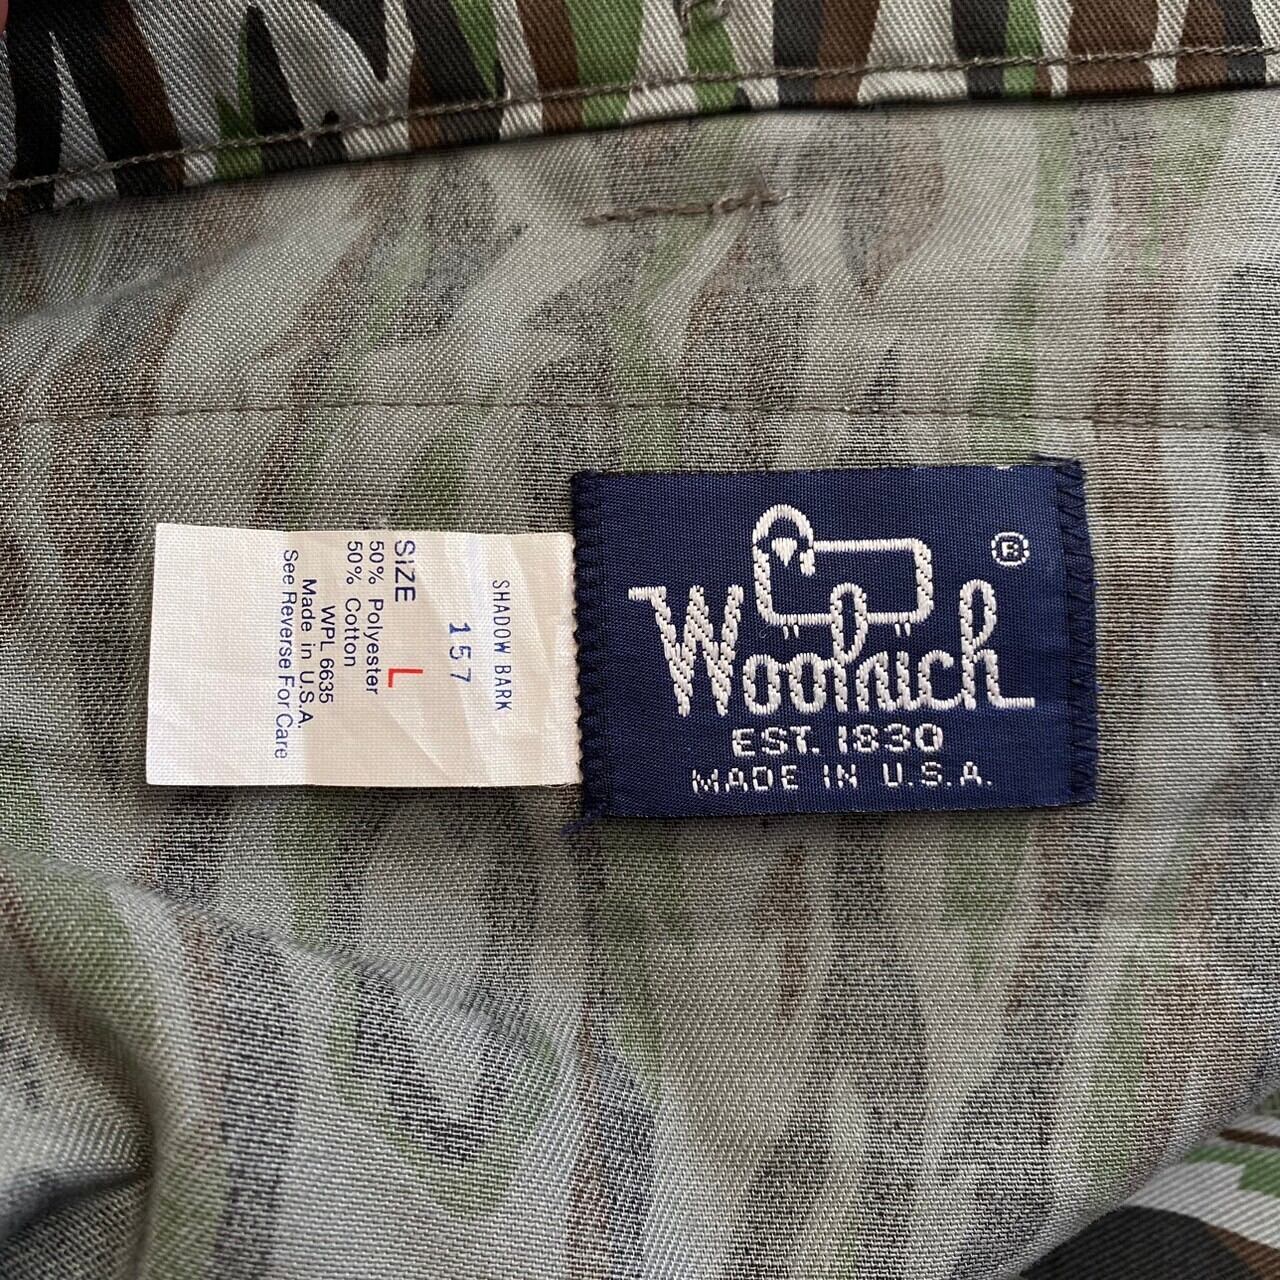 SHADOW BARK
157
SIZE L
50% Polyester
50% Cotton
WPL 6635
Made in U.S.A.
See Reverse For Care
Woolrich ®
EST. 1830
MADE IN U.S.A.